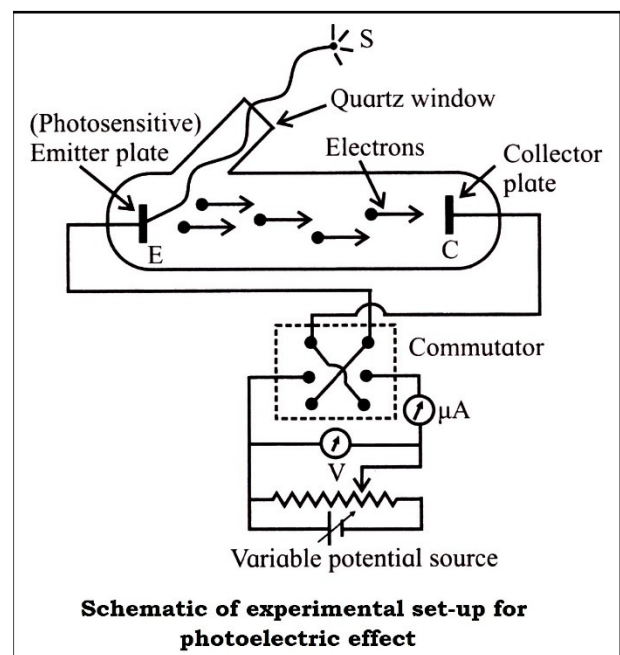 S
Quartz window
(Photosensitive)
Emitter plate
Electrons
Collector
plate
E
C
Commutator
μA
V
Variable potential source
Schematic of experimental set-up for
photoelectric effect